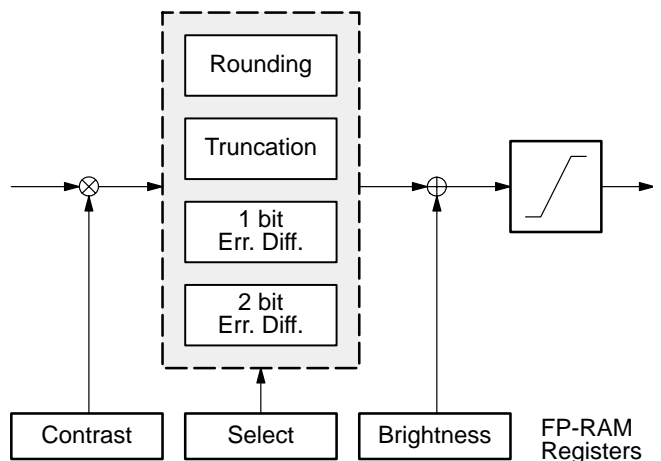 Rounding
Truncation
1 bit
Err. Diff.
2 bit
Err. Diff.
Contrast
Select
Brightness
FP-RAM
Registers